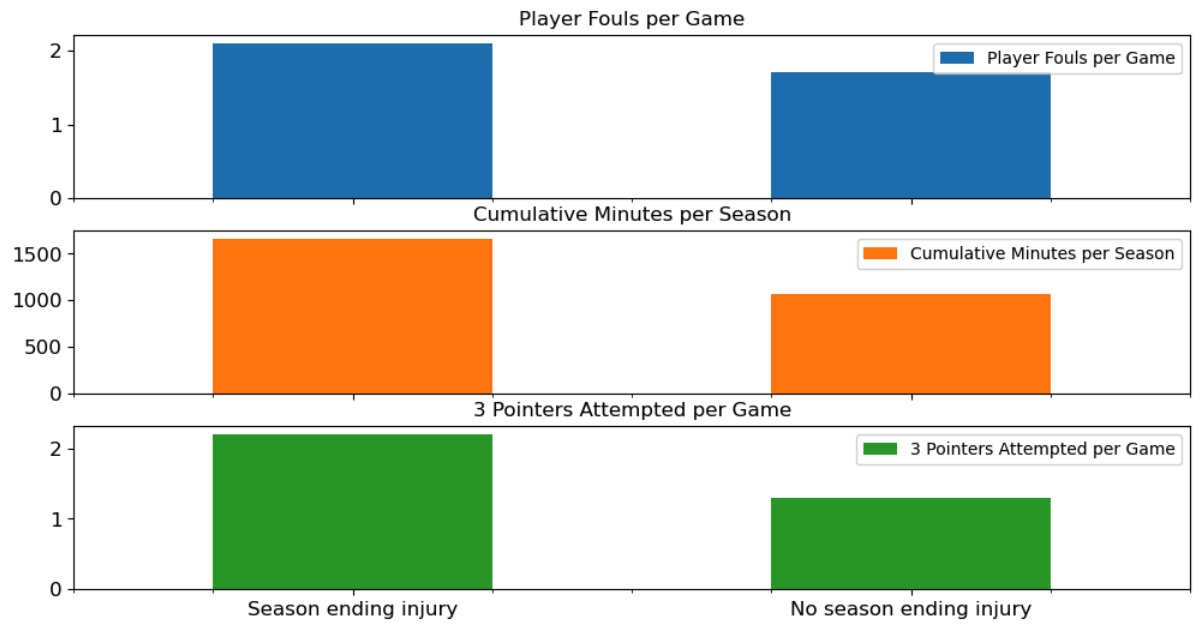 Player Fouls per Game
2
1
0
Player Fouls per Game
Cumulative Minutes per Season
1500
1000
500
0
Cumulative Minutes per Season
3 Pointers Attempted per Game
2
1
0
3 Pointers Attempted per Game
Season ending injury
No season ending injury